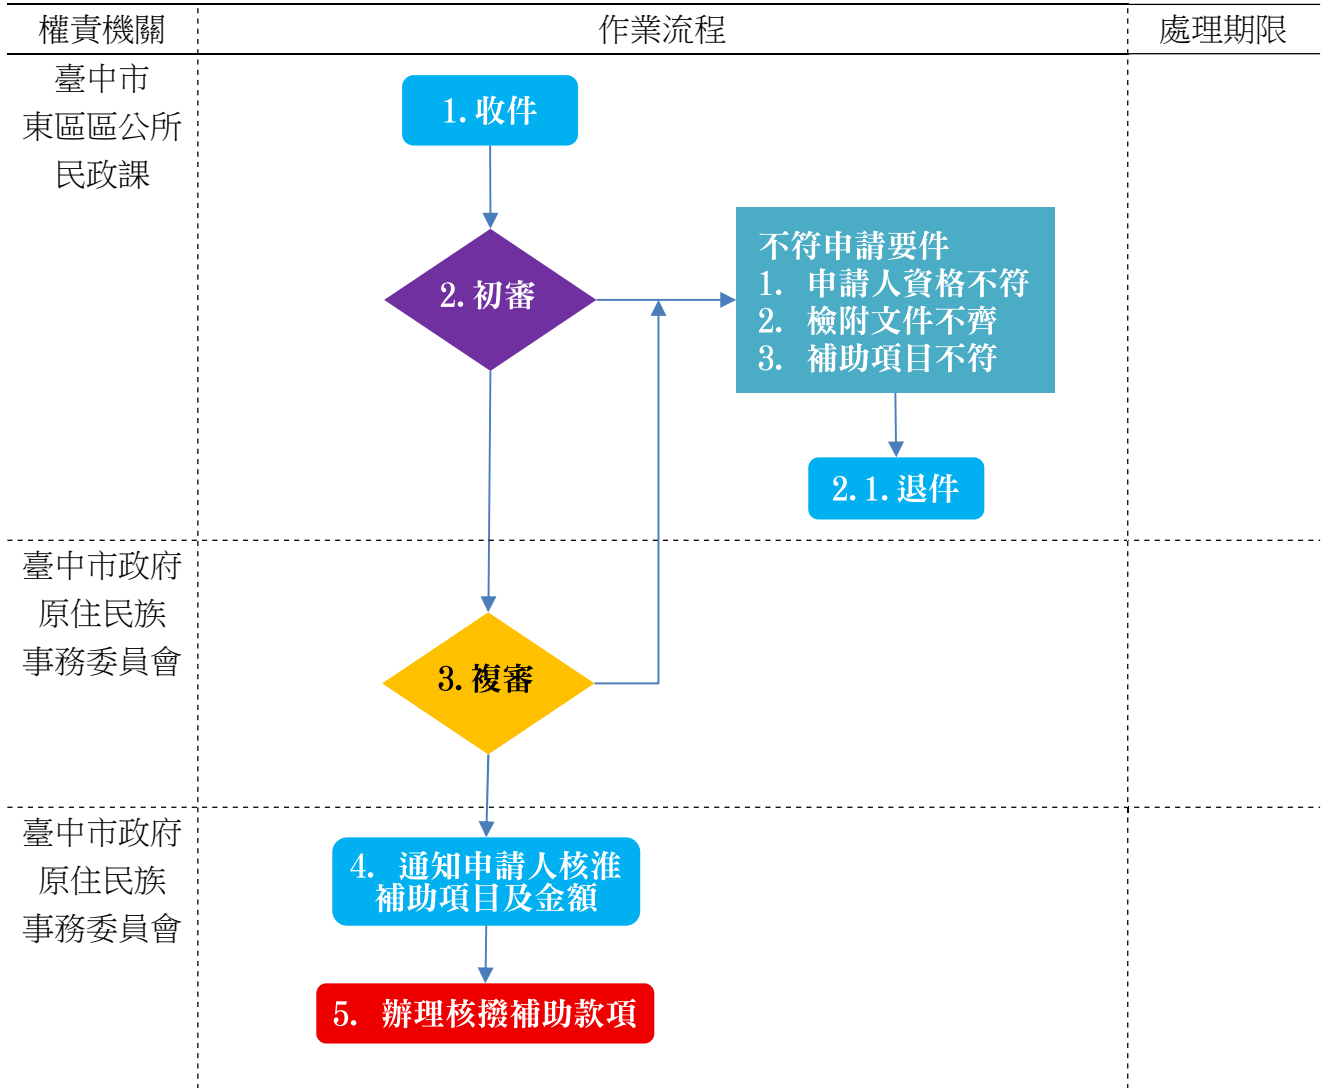 權責機關
作業流程
處理期限
臺中市
東區區公所
民政課
1.收件
2.初審
不符申請要件
1. 申請人資格不符
2. 檢附文件不齊
3. 補助項目不符
2.1.退件
臺中市政府
原住民族
事務委員會
3.複審
臺中市政府
原住民族
事務委員會
4. 通知申請人核准
補助項目及金額
5. 辦理核撥補助款項